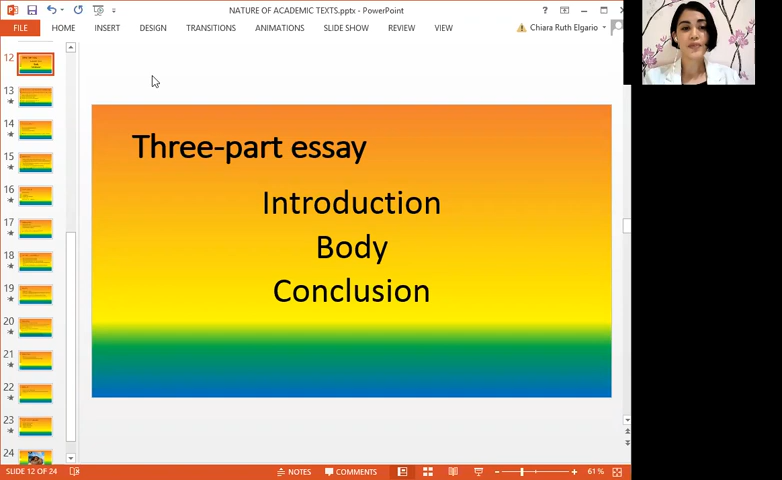 NATURE OF ACADEMIC TEXTS.pptx - PowerPoint
FILE HOME INSERT DESIGN TRANSITIONS ANIMATIONS SLIDE SHOW REVIEW VIEW Chiara Ruth Elgario
12
13
14
15
16
17
18
19
20
21
22
23
24
Three-part essay
Introduction
Body
Conclusion
SLIDE 12 OF 24 NOTES COMMENTS 61 %